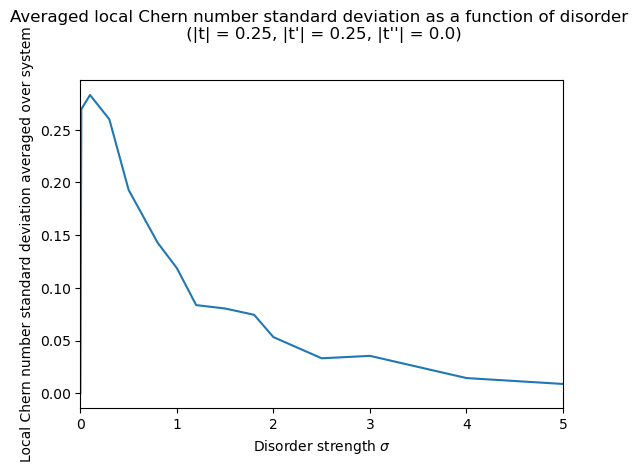 Averaged local Chern number standard deviation as a function of disorder
(|t| = 0.25, |t'| = 0.25, |t''| = 0.0)
Local Chern number standard deviation averaged over system
0.25
0.20
0.15
0.10
0.05
0.00
0 1 2 3 4 5
Disorder strength σ